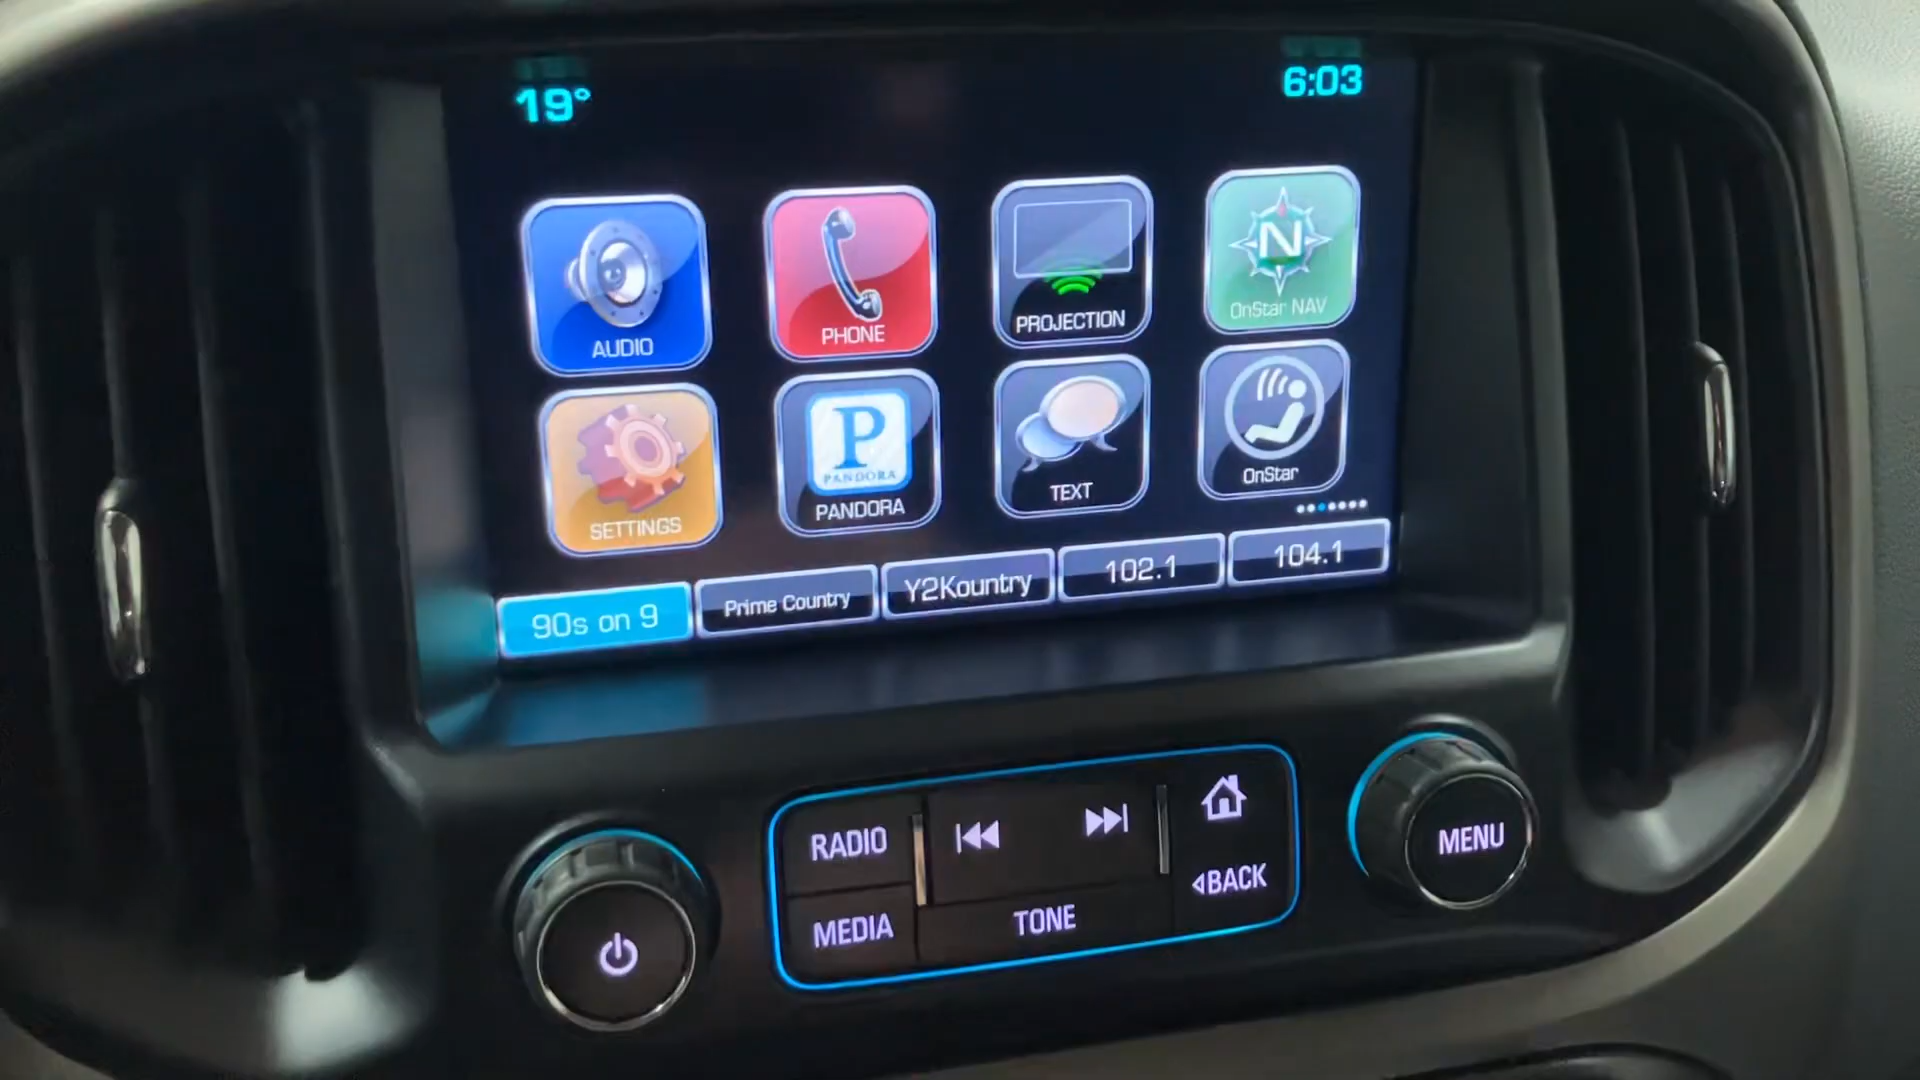 19°
6:03
AUDIO
PHONE
PROJECTION
N
OnStar NAV
SETTINGS
P
PANDORA
PANDORA
TEXT
OnStar
90s on 9
Prime Country
Y2Kountry
102.1
104.1
RADIO
MEDIA
TONE
BACK
MENU